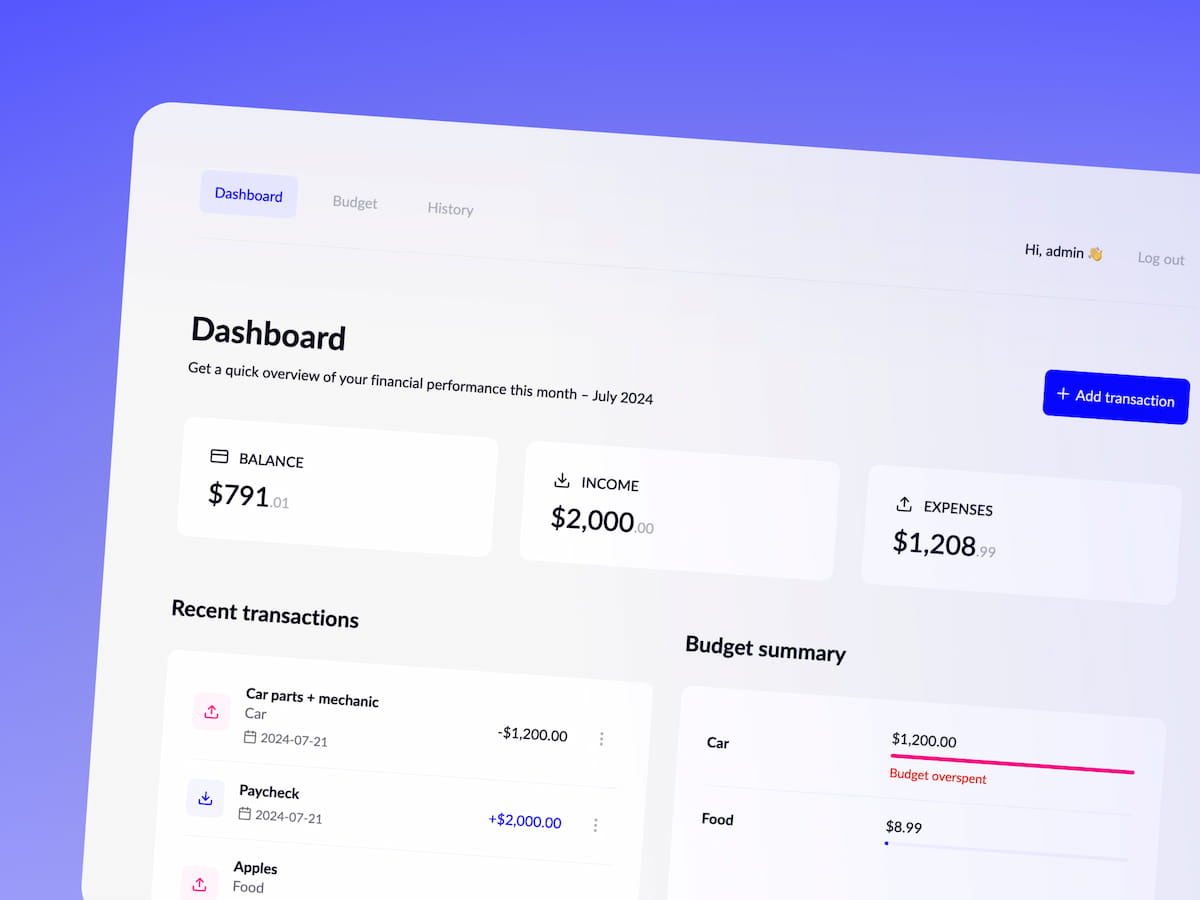 Dashboard
Budget
History
Hi, admin 👋
Log out
Dashboard
Get a quick overview of your financial performance this month – July 2024
+ Add transaction
BALANCE
$791.01
INCOME
$2,000.00
EXPENSES
$1,208.99
Recent transactions
Car parts + mechanic
Car
2024-07-21
-$1,200.00
Paycheck
2024-07-21
+$2,000.00
Apples
Food
Budget summary
Car
$1,200.00
Budget overspent
Food
$8.99